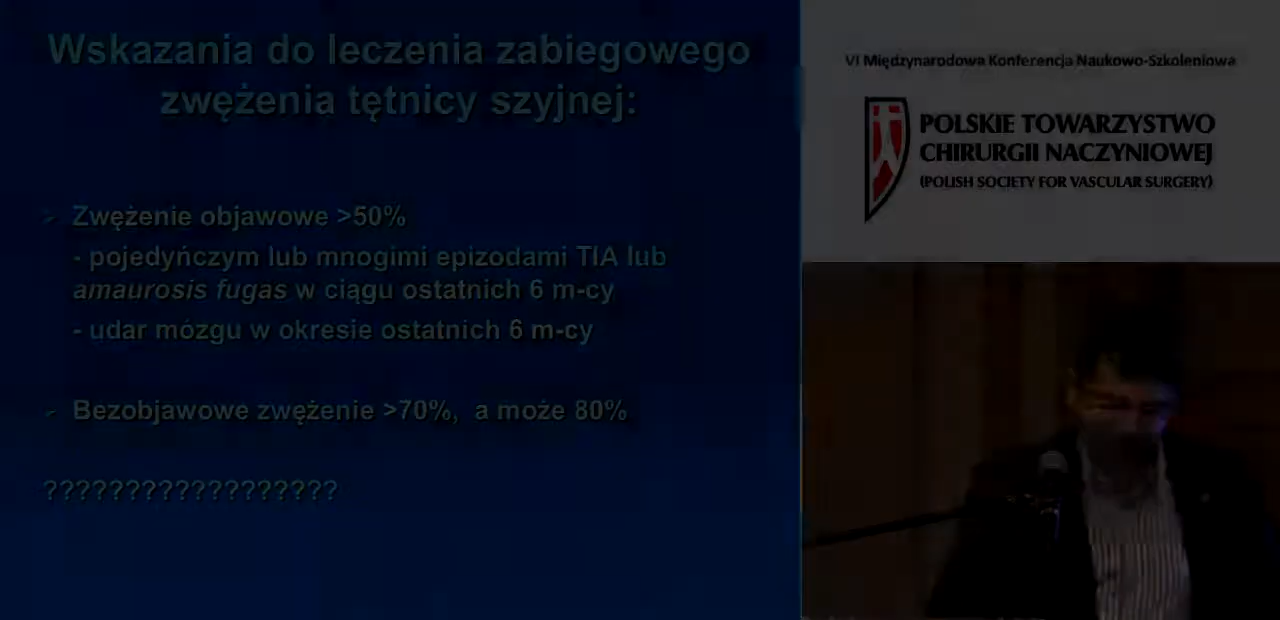 Wskazania do leczenia zabiegowego
zwężenia tętnicy szyjnej:
Zwężenie objawowe >50%
- pojedyńczym lub mnogimi epizodami TIA lub
amaurosis fugas w ciągu ostatnich 6 m-cy
- udar mózgu w okresie ostatnich 6 m-cy
Bezobjawowe zwężenie >70%, a może 80%
??????????????????
VI Międzynarodowa Konferencja Naukowo-Szkoleniowa
POLSKIE TOWARZYSTWO
CHIRURGII NACZYNIOWEJ
(POLISH SOCIETY FOR VASCULAR SURGERY)